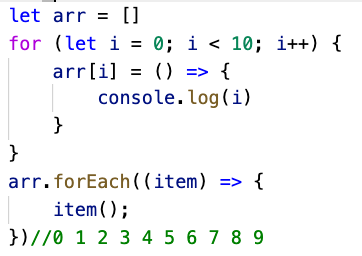 let arr = []
for (let i = 0; i < 10; i++) {
    arr[i] = () => {
        console.log(i)
    }
}
arr.forEach((item) => {
    item();
})//0 1 2 3 4 5 6 7 8 9